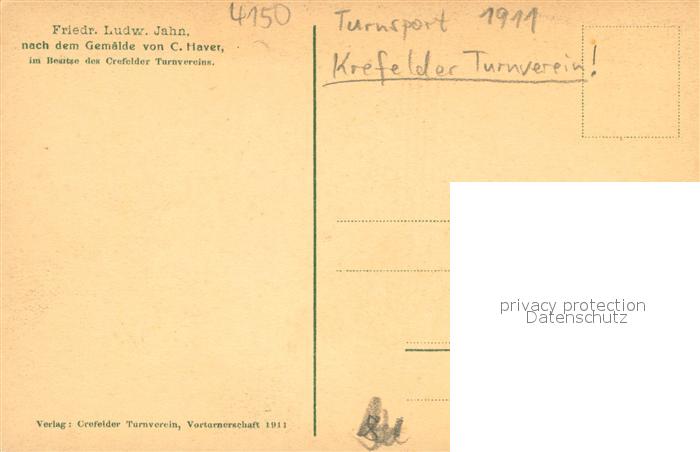 Friedr. Ludw. Jahn,
nach dem Gemälde von C. Haver,
im Besitze des Crefelder Turnvereins.
4150
Turnsport 1911
Krefelder Turnverein!
privacy protection
Datenschutz
Verlag: Crefelder Turnverein, Vorturnerschaft 1911